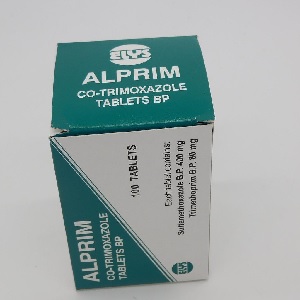 ELYS
ALPRIM
CO-TRIMOXAZOLE
TABLETS BP
ALPRIM
CO-TRIMOXAZOLE
TABLETS BP
100 TABLETS
Each tablet contains:
Sulfamethoxazole B.P. 400 mg
Trimethoprim B.P. 80 mg